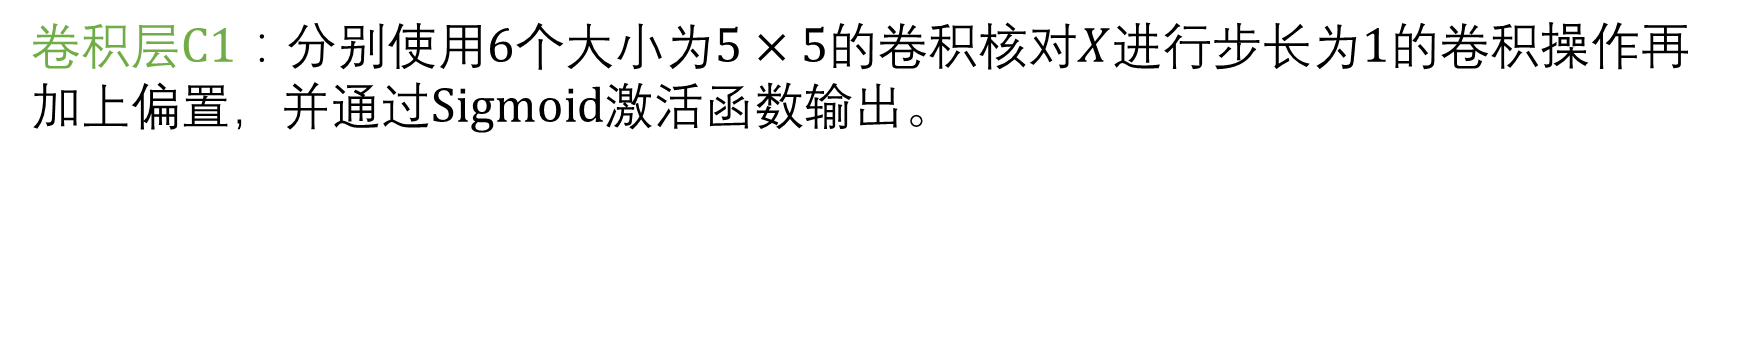 卷积层C1：分别使用6个大小为5 × 5的卷积核对X进行步长为1的卷积操作再
加上偏置，并通过Sigmoid激活函数输出。